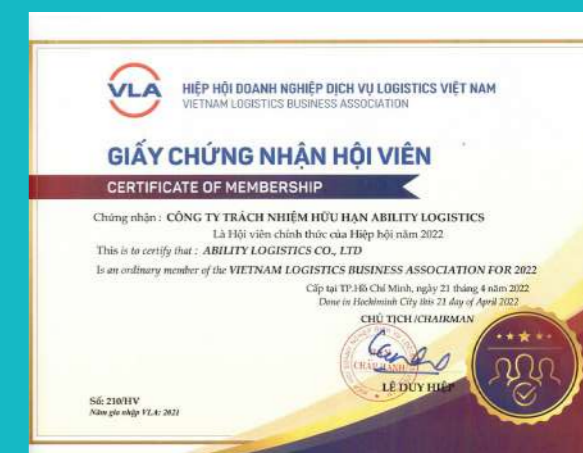 VLA
HIỆP HỘI DOANH NGHIỆP DỊCH VỤ LOGISTICS VIỆT NAM
VIETNAM LOGISTICS BUSINESS ASSOCIATION
GIẤY CHỨNG NHẬN HỘI VIÊN
CERTIFICATE OF MEMBERSHIP
Chứng nhận : CÔNG TY TRÁCH NHIỆM HỮU HẠN ABILITY LOGISTICS
Là Hội viên chính thức của Hiệp hội năm 2022
This is to certify that : ABILITY LOGISTICS CO., LTD
Is an ordinary member of the VIETNAM LOGISTICS BUSINESS ASSOCIATION FOR 2022
Cấp tại TP.Hồ Chí Minh, ngày 21 tháng 4 năm 2022
Done in Hochiminh City this 21 day of April 2022
CHỦ TỊCH /CHAIRMAN
CHẤP HÀNH
LÊ DUY HIỆP
Số: 210/HV
Năm gia nhập VLA: 2021